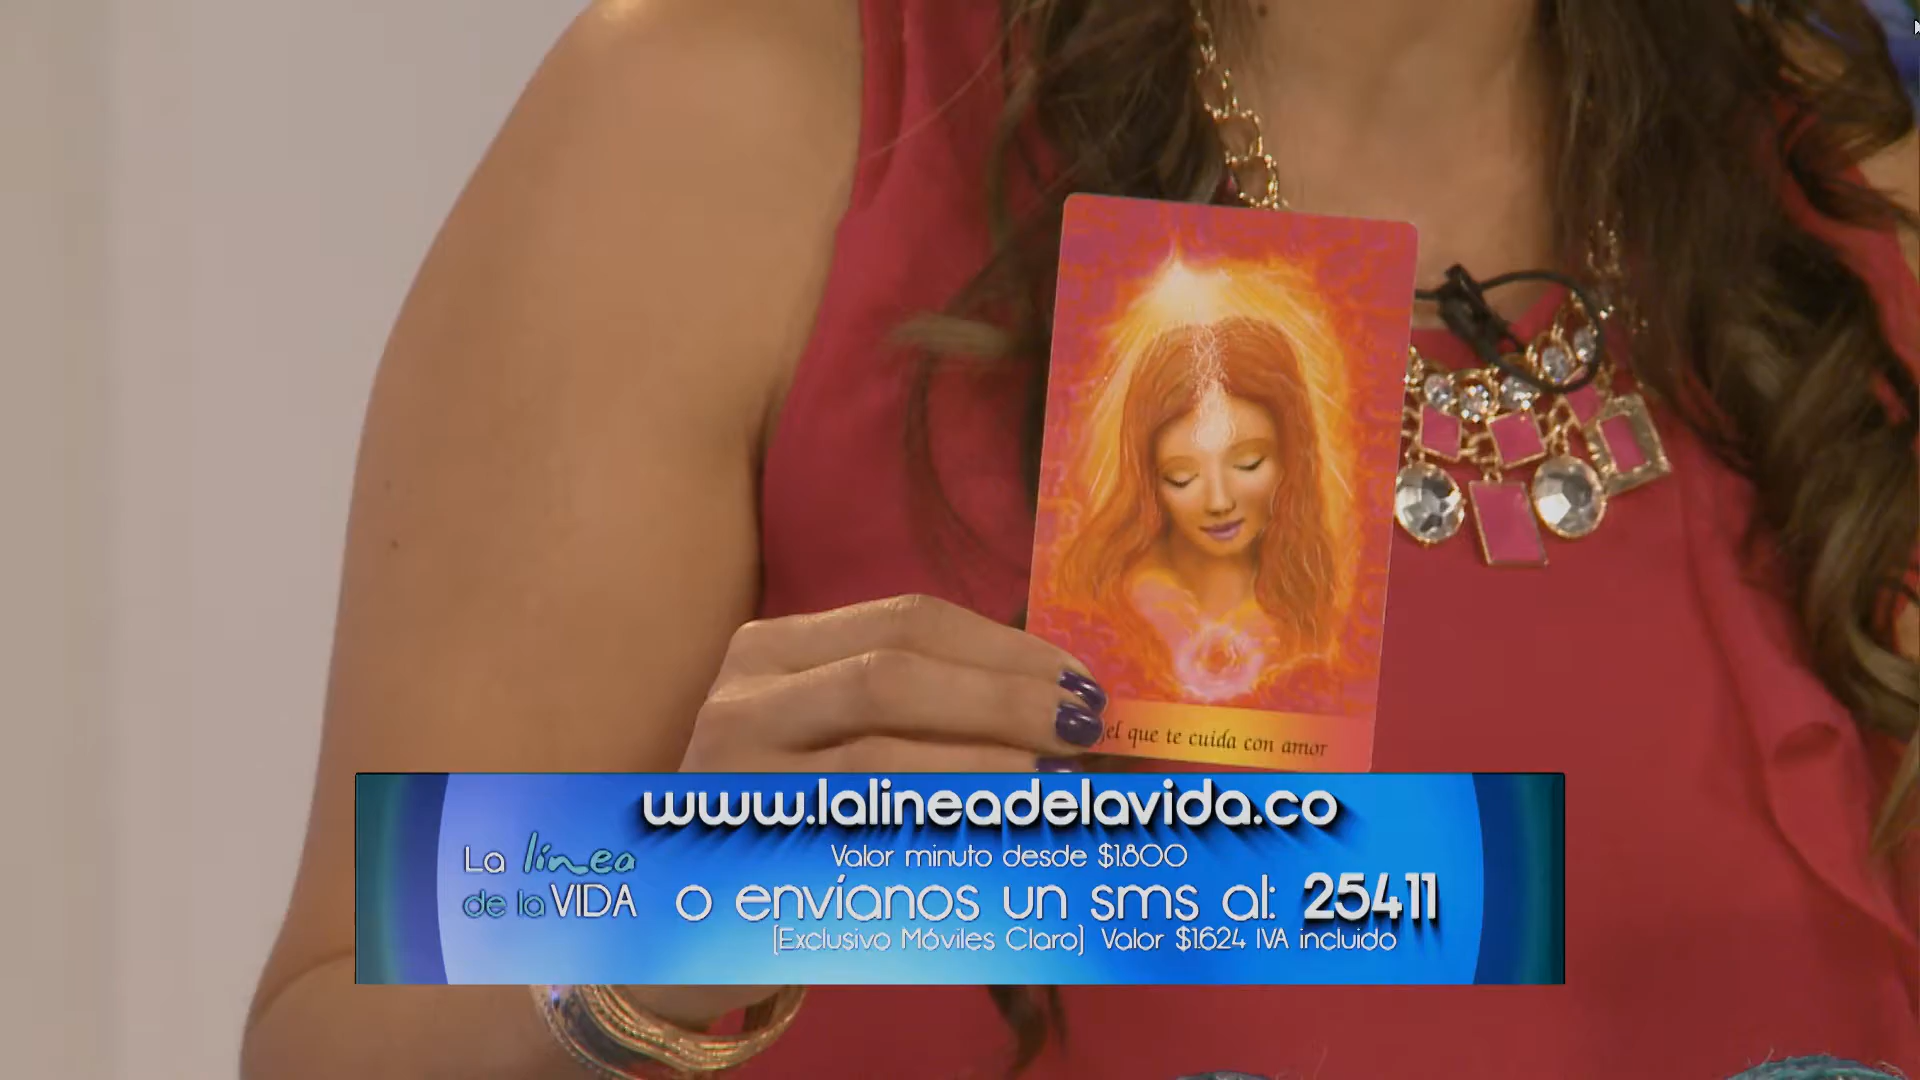 el que te cuida con amor
www.lalineadelavida.co
La línea
de la VIDA
Valor minuto desde $1.800
o envíanos un sms al: 25411
[Exclusivo Móviles Claro] Valor $1.624 IVA incluido